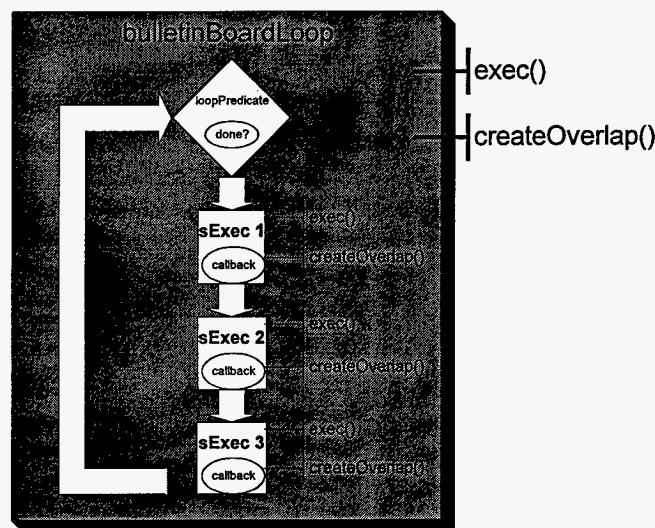 bulletinBoardLoop
exec()
loopPredicate
done?
createOverlap()
exec()
sExec 1
callback
createOverlap()
exec()
sExec 2
callback
createOverlap()
exec()
sExec 3
callback
createOverlap()